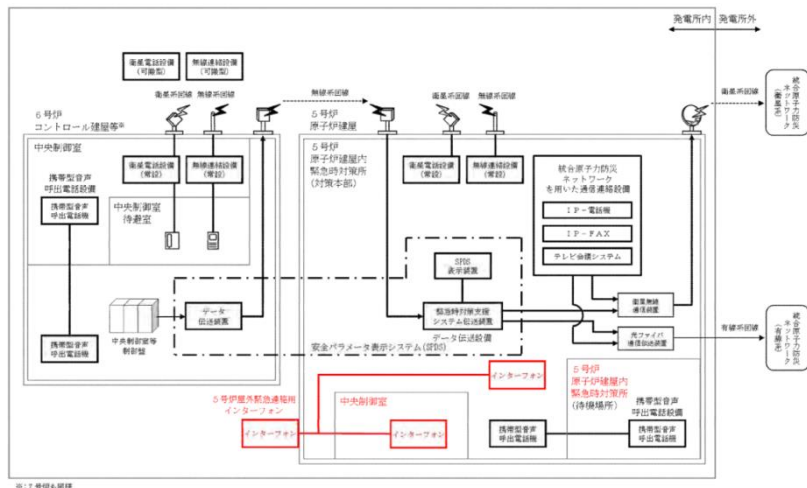 発電所内
発電所外
衛星電話設備
(可搬型)
無線連絡設備
(可搬型)
衛星系回線
無線系回線
無線系回線
衛星系回線
無線系回線
衛星系回線
統合原子力防災
ネットワーク
(衛星系)
6号炉
コントロール建屋等※
5号炉
原子炉建屋
中央制御室
携帯型音声
呼出電話設備
携帯型音声
呼出電話機
衛星電話設備
(常設)
無線連絡設備
(常設)
中央制御室
待避室
5号炉
原子炉建屋内
緊急時対策所
(対策本部)
衛星電話設備
(常設)
無線連絡設備
(常設)
統合原子力防災
ネットワーク
を用いた通信連絡設備
IP-電話機
IP-FAX
テレビ会議システム
SPDS
表示装置
データ
伝送装置
緊急時対策支援
システム伝送装置
データ伝送設備
衛星無線
通信装置
光ファイバ
通信伝送装置
有線系回線
統合原子力防災
ネットワーク
(有線系)
携帯型音声
呼出電話機
中央制御室等
制御盤
安全パラメータ表示システム(SPDS)
インターフォン
5号炉屋外緊急連絡用
インターフォン
中央制御室
インターフォン
インターフォン
5号炉
原子炉建屋内
緊急時対策所
(待機場所)
携帯型音声
呼出電話設備
携帯型音声
呼出電話機
携帯型音声
呼出電話機
※:7号炉も同様